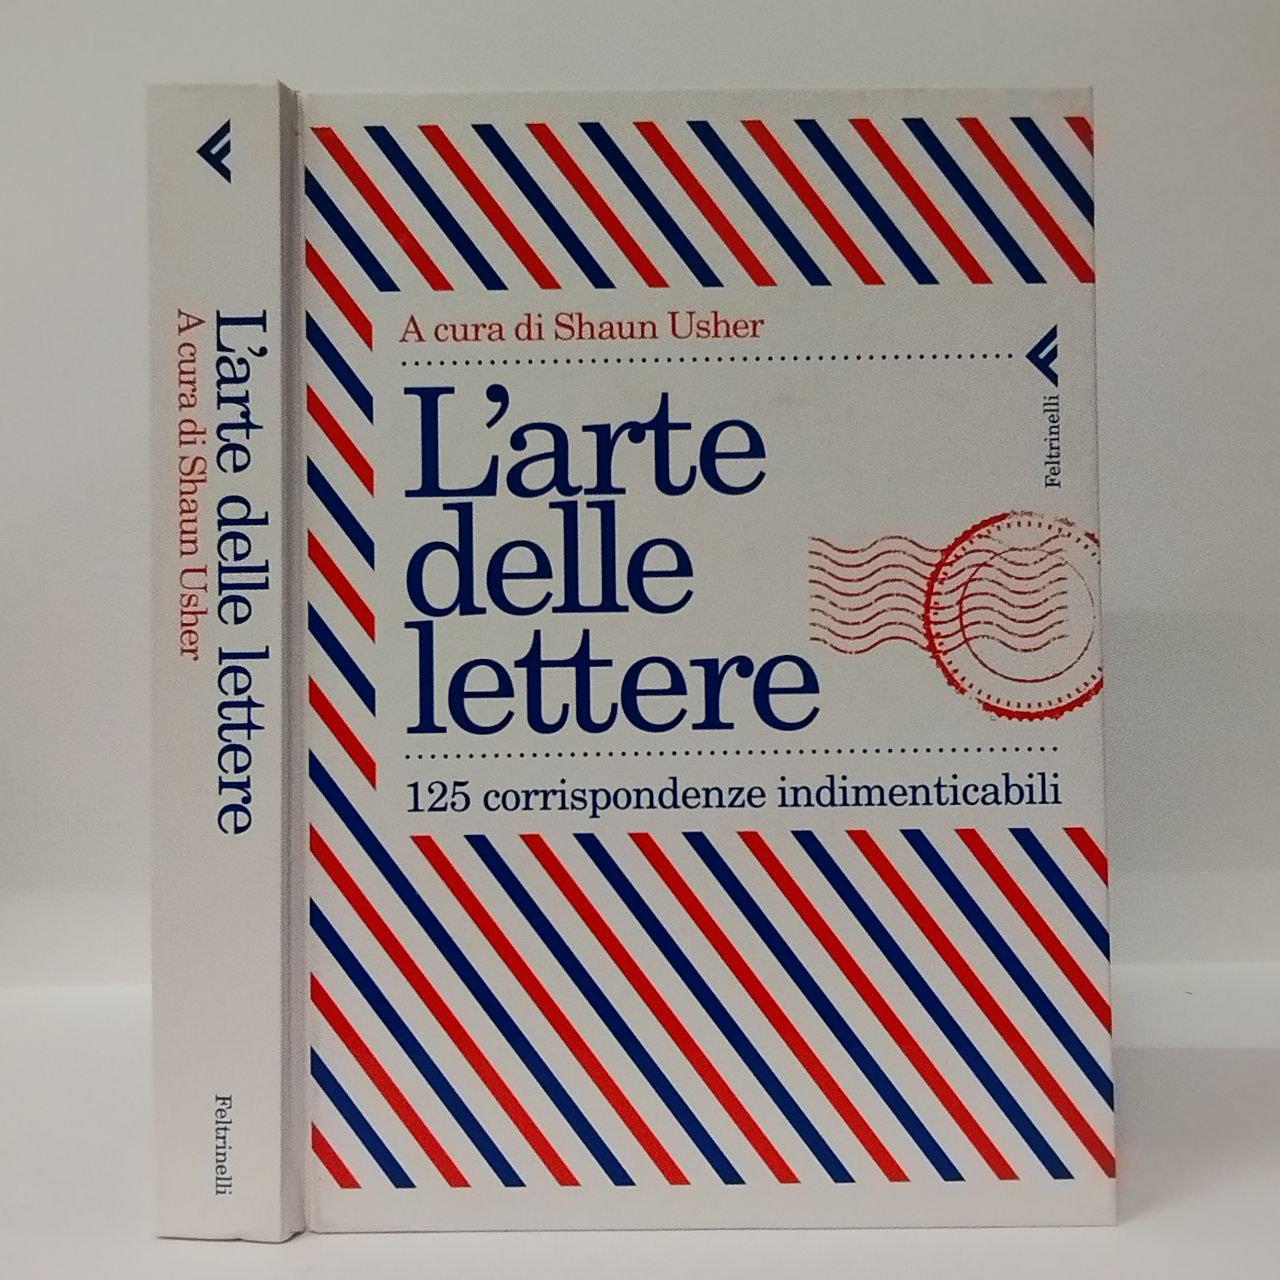 L'arte delle lettere
A cura di Shaun Usher
Feltrinelli
A cura di Shaun Usher
Feltrinelli
L'arte
delle
lettere
125 corrispondenze indimenticabili